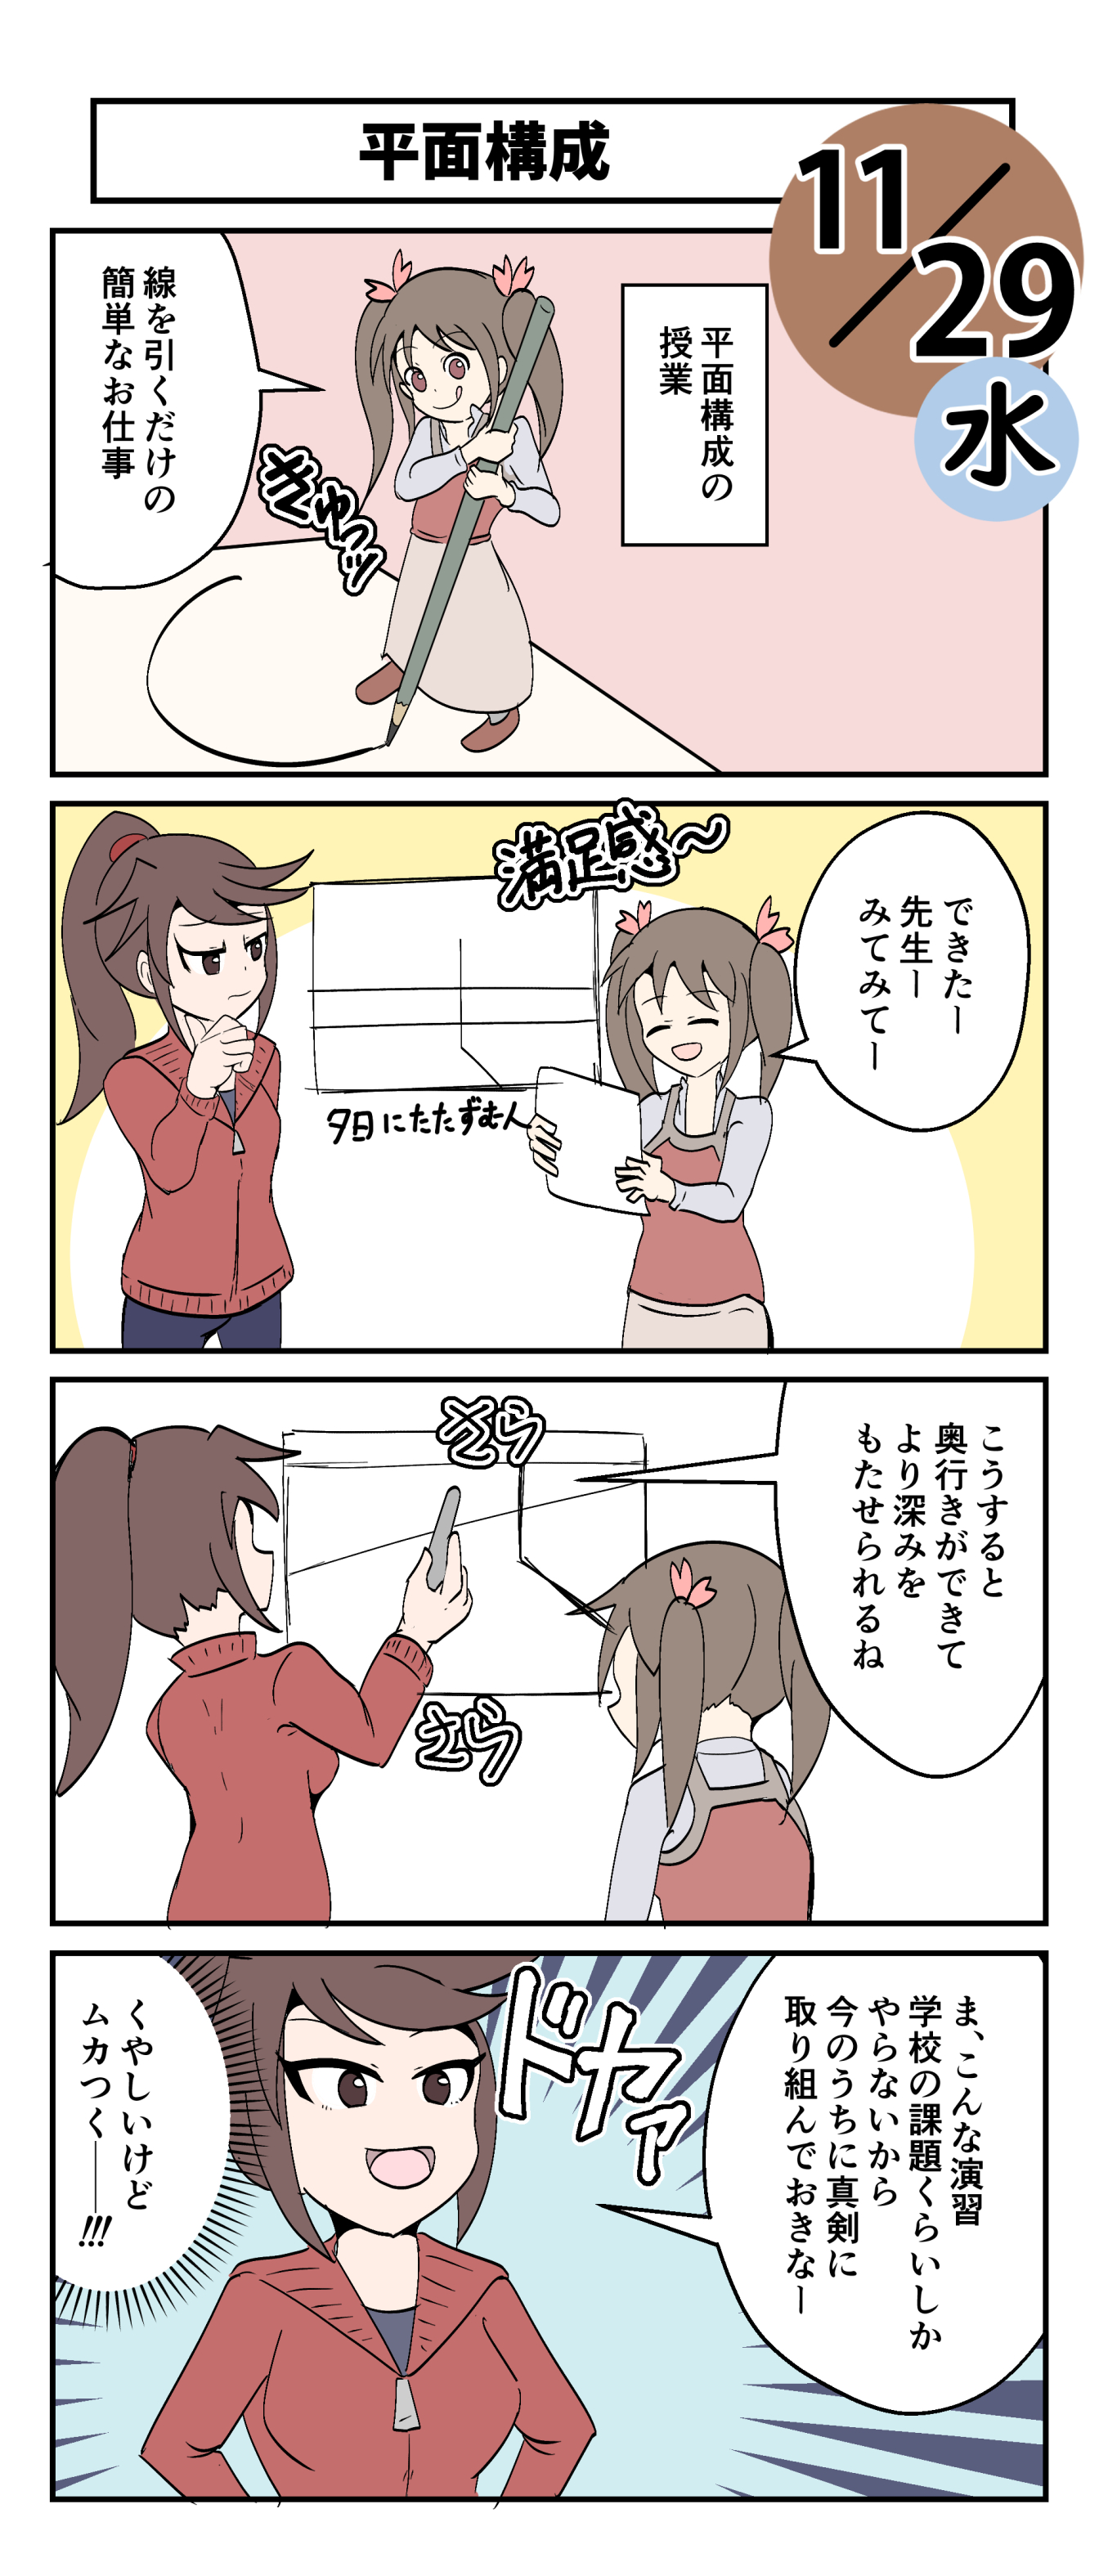 平面構成
11/29
水
平面構成の
授業
線を引くだけの
簡単なお仕事
きゅっッ
できたー
先生ー
みてみてー
満足感〜
夕日にたたずむ人
こうすると
奥行きができて
より深みを
もたせられるね
さら
さら
ま、こんな演習
学校の課題くらいしか
やらないから
今のうちに真剣に
取り組んでおきなー
ドヤァ
くやしいけど
ムカつく――!!!